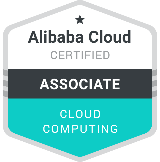 Alibaba Cloud
CERTIFIED
ASSOCIATE
CLOUD
COMPUTING